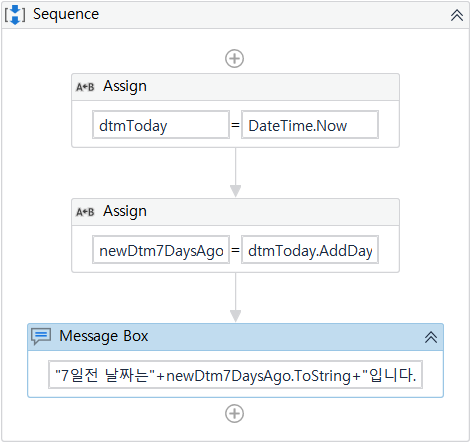 Sequence
A+B Assign
dtmToday = DateTime.Now
A+B Assign
newDtm7DaysAgo = dtmToday.AddDay
Message Box
"7일전 날짜는"+newDtm7DaysAgo.ToString+"입니다.